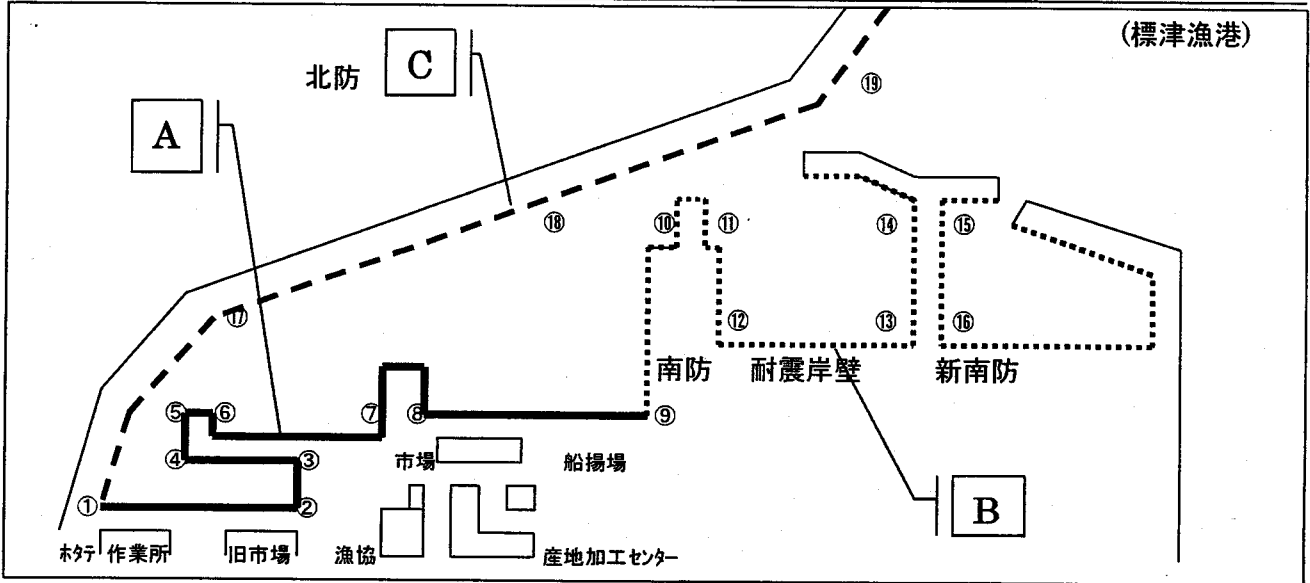 (標津漁港)
C
北防
⑲
A
⑱
⑩
⑪
⑭
⑮
⑰
⑫
⑬
⑯
南防
耐震岸壁
新南防
⑤
⑥
⑦
⑧
⑨
④
③
市場
船揚場
①
②
B
ホタテ
作業所
旧市場
漁協
産地加工センター